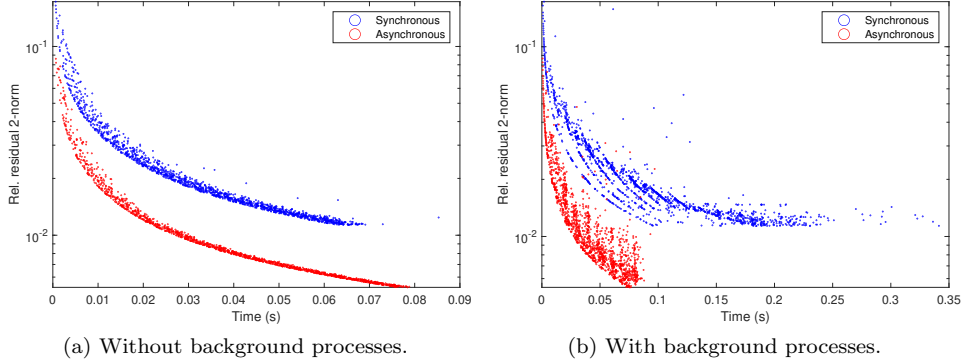 Synchronous
Asynchronous
10^-1
10^-2
Rel. residual 2-norm
0 0.01 0.02 0.03 0.04 0.05 0.06 0.07 0.08 0.09
Time (s)
(a) Without background processes.
Synchronous
Asynchronous
10^-1
10^-2
Rel. residual 2-norm
0 0.05 0.1 0.15 0.2 0.25 0.3 0.35
Time (s)
(b) With background processes.